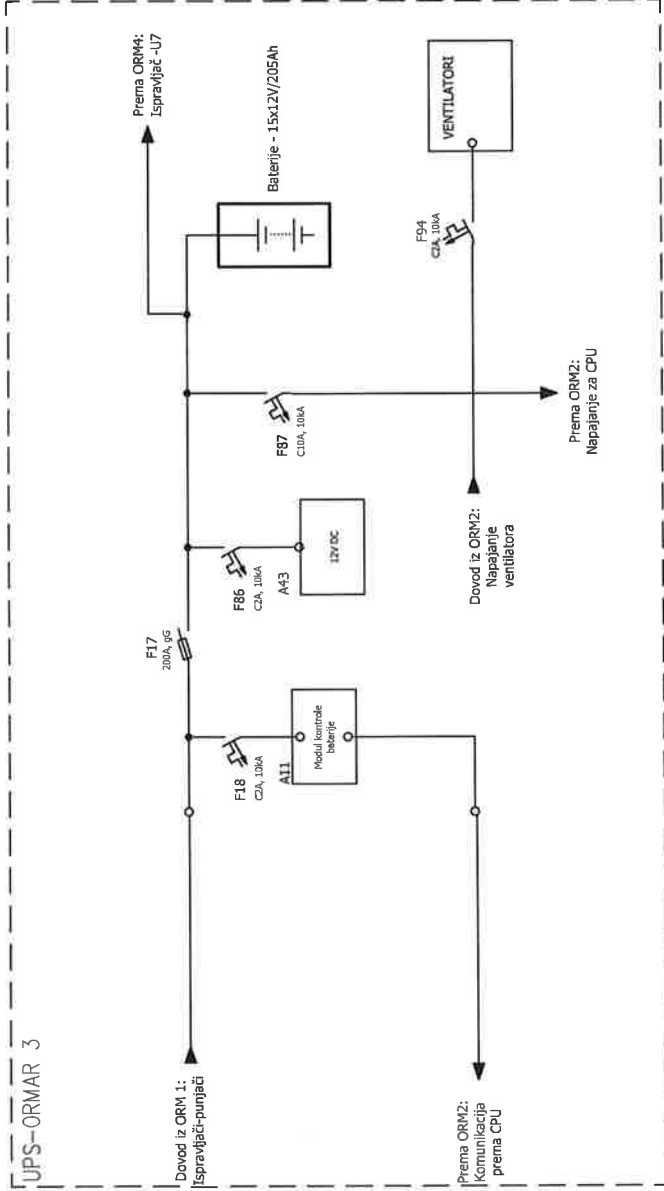 UPS-ORMAR 3
Dovod iz ORM 1:
Ispravljači-punjači
F18
C2A, 10kA
A11
Modul kontrole
baterije
Prema ORM2:
Komunikacija
prema CPU
F17
200A, gG
F86
C2A, 10kA
A43
12V DC
F87
C10A, 10kA
Prema ORM2:
Napajanje za CPU
Dovod iz ORM2:
Napajanje
ventilatora
F94
C2A, 10kA
VENTILATORI
Baterije - 15x12V/205Ah
Prema ORM4:
Ispravljač -U7